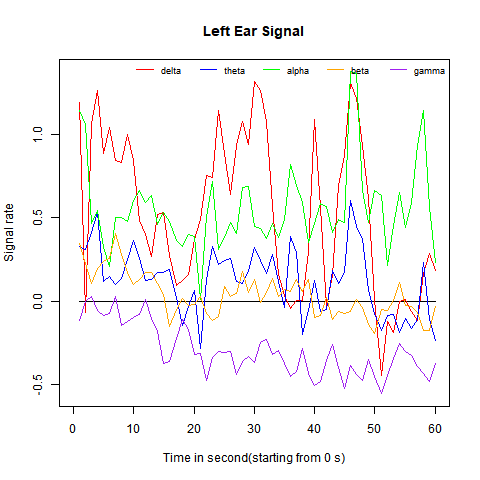 Left Ear Signal
delta theta alpha beta gamma
Signal rate
1.0
0.5
0.0
-0.5
0 10 20 30 40 50 60
Time in second(starting from 0 s)